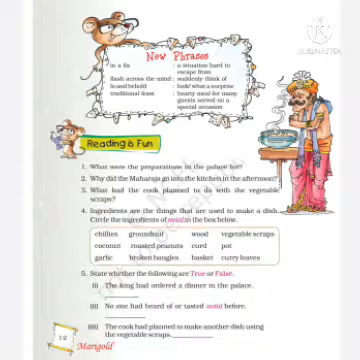 New Phrases
in a fix : a situation hard to
escape from
flash across the mind : suddenly think of
lo and behold : look! what a surprise
traditional feast : hearty meal for many
guests served on a
special occasion
KINEMASTER
Reading is Fun
1. What were the preparations in the palace for?
2. Why did the Maharaja go into the kitchen in the afternoon?
3. What had the cook planned to do with the vegetable
scraps?
4. Ingredients are the things that are used to make a dish.
Circle the ingredients of avial in the box below.
chillies groundnut wood vegetable scraps
coconut roasted peanuts curd pot
garlic broken bangles basket curry leaves
5. State whether the following are True or False.
(i) The king had ordered a dinner in the palace.
(ii) No one had heard of or tasted avial before.
(iii) The cook had planned to make another dish using
the vegetable scraps.
12
Marigold